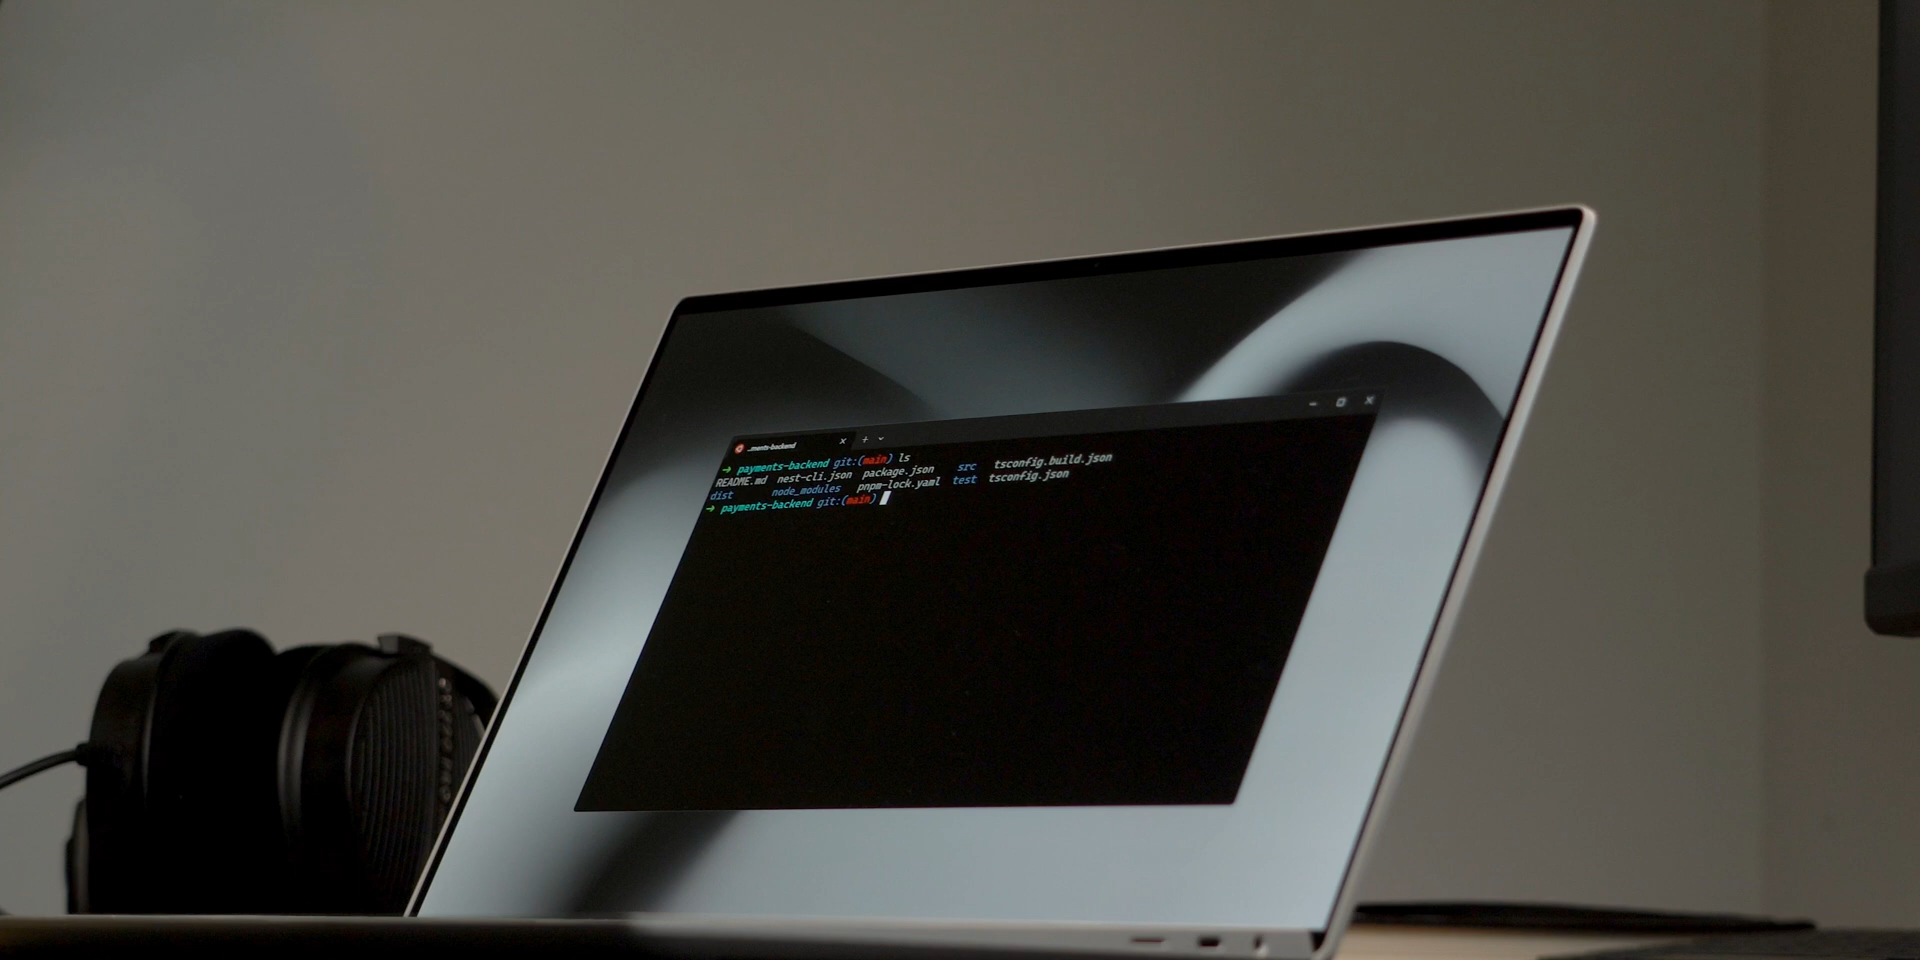 ..ments-backend
➜ payments-backend git:(main) ls
README.md nest-cli.json package.json src tsconfig.build.json
dist node_modules pnpm-lock.yaml test tsconfig.json
➜ payments-backend git:(main)